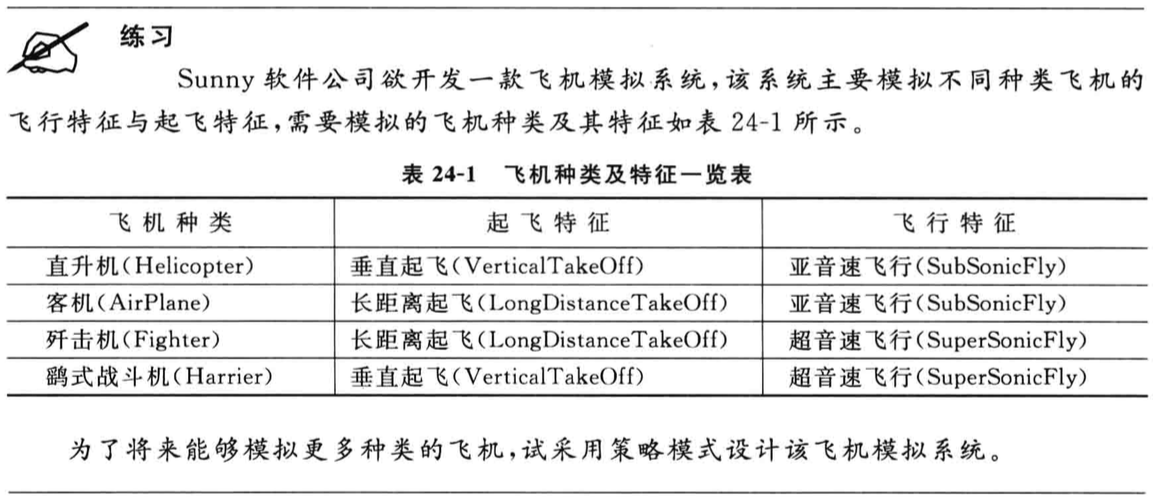 练习
Sunny 软件公司欲开发一款飞机模拟系统,该系统主要模拟不同种类飞机的
飞行特征与起飞特征,需要模拟的飞机种类及其特征如表 24-1 所示。
表 24-1 飞机种类及特征一览表
飞机种类 起飞特征 飞行特征
直升机(Helicopter) 垂直起飞(VerticalTakeOff) 亚音速飞行(SubSonicFly)
客机(AirPlane) 长距离起飞(LongDistanceTakeOff) 亚音速飞行(SubSonicFly)
歼击机(Fighter) 长距离起飞(LongDistanceTakeOff) 超音速飞行(SuperSonicFly)
鹞式战斗机(Harrier) 垂直起飞(VerticalTakeOff) 超音速飞行(SuperSonicFly)
为了将来能够模拟更多种类的飞机,试采用策略模式设计该飞机模拟系统。